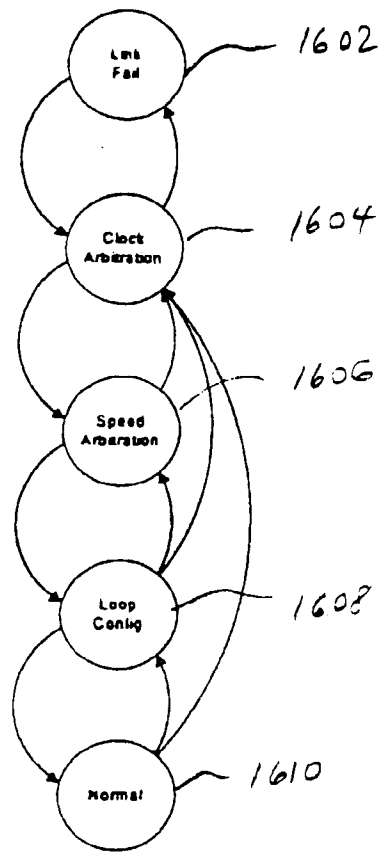 Link
Fail
1602
Clock
Arbitration
1604
Speed
Arbitration
1606
Loop
Config
1608
Normal
1610